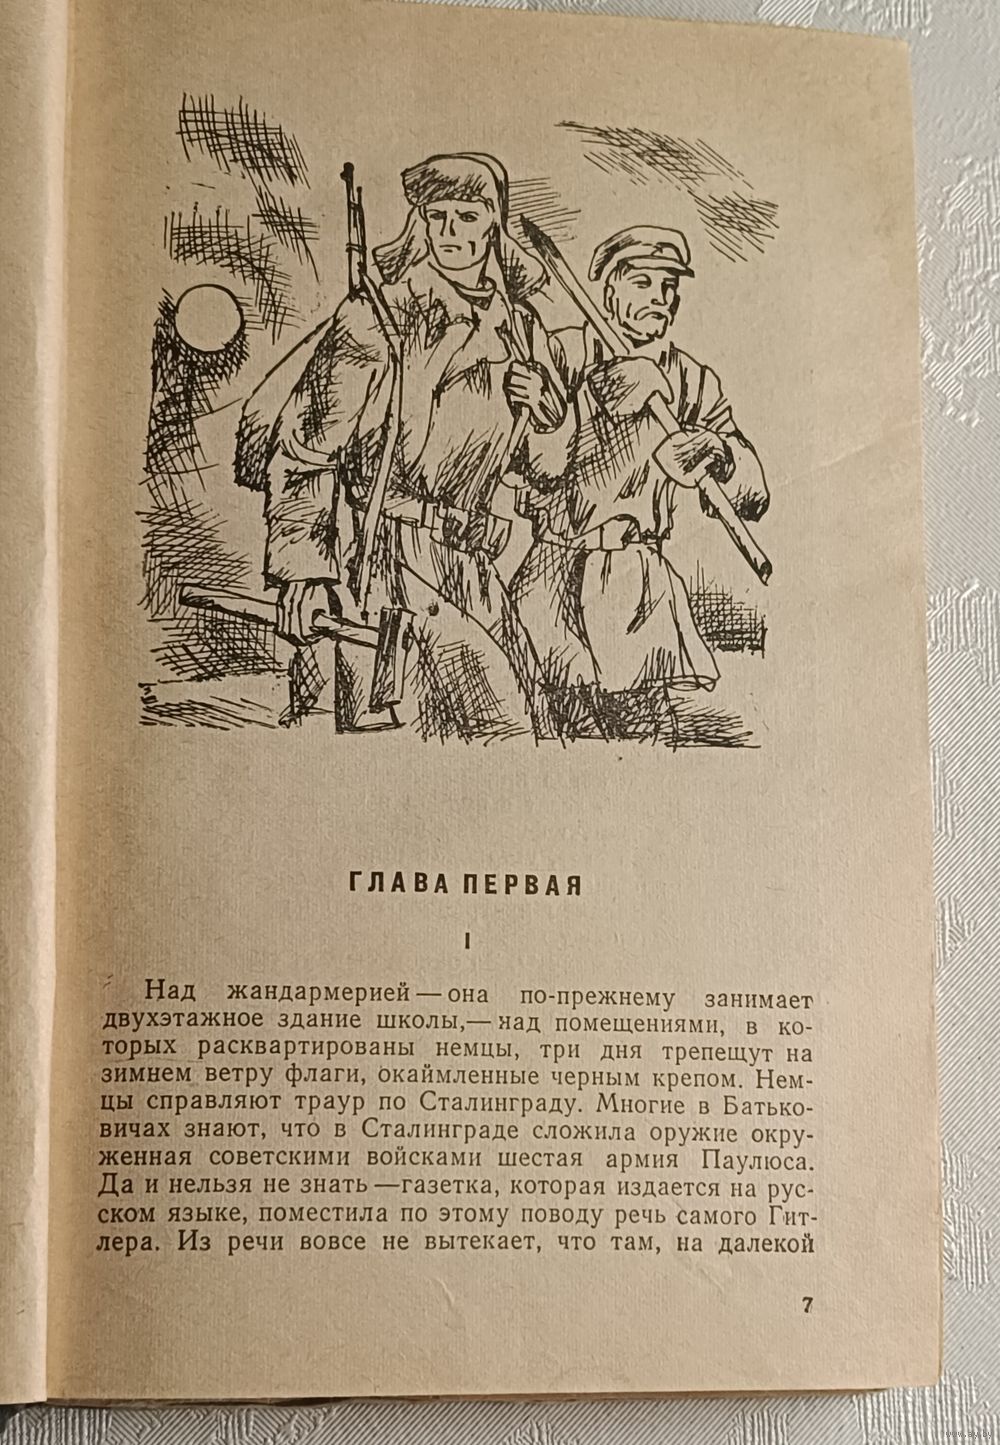 ГЛАВА ПЕРВАЯ
I
Над жандармерией — она по-прежнему занимает
двухэтажное здание школы,— над помещениями, в ко-
торых расквартированы немцы, три дня трепещут на
зимнем ветру флаги, окаймленные черным крепом. Нем-
цы справляют траур по Сталинграду. Многие в Батько-
вичах знают, что в Сталинграде сложила оружие окру-
женная советскими войсками шестая армия Паулюса.
Да и нельзя не знать —газетка, которая издается на рус-
ском языке, поместила по этому поводу речь самого Гит-
лера. Из речи вовсе не вытекает, что там, на далекой
7
www.ay.by